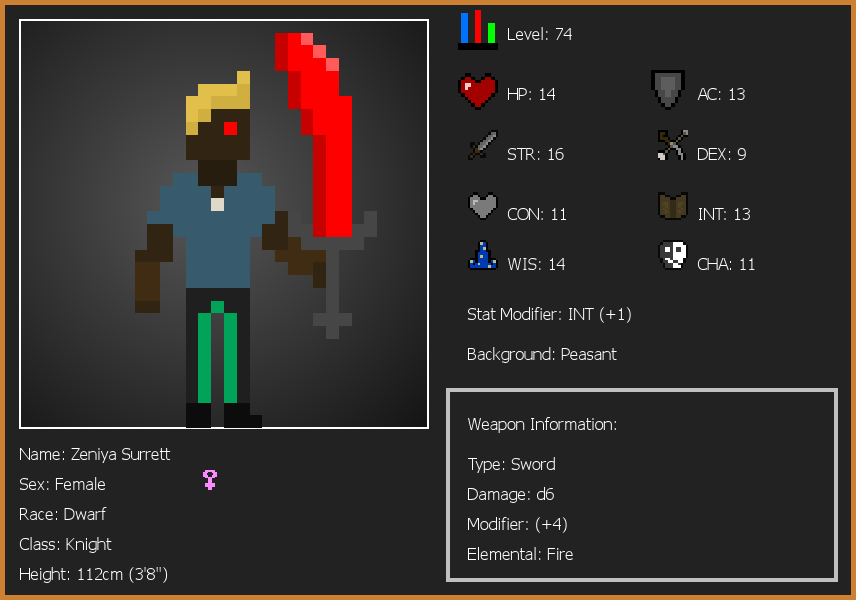 Level: 74
HP: 14
AC: 13
STR: 16
DEX: 9
CON: 11
INT: 13
WIS: 14
CHA: 11
Stat Modifier: INT (+1)
Background: Peasant
Weapon Information:
Type: Sword
Damage: d6
Modifier: (+4)
Elemental: Fire
Name: Zeniya Surrett
Sex: Female
Race: Dwarf
Class: Knight
Height: 112cm (3'8")